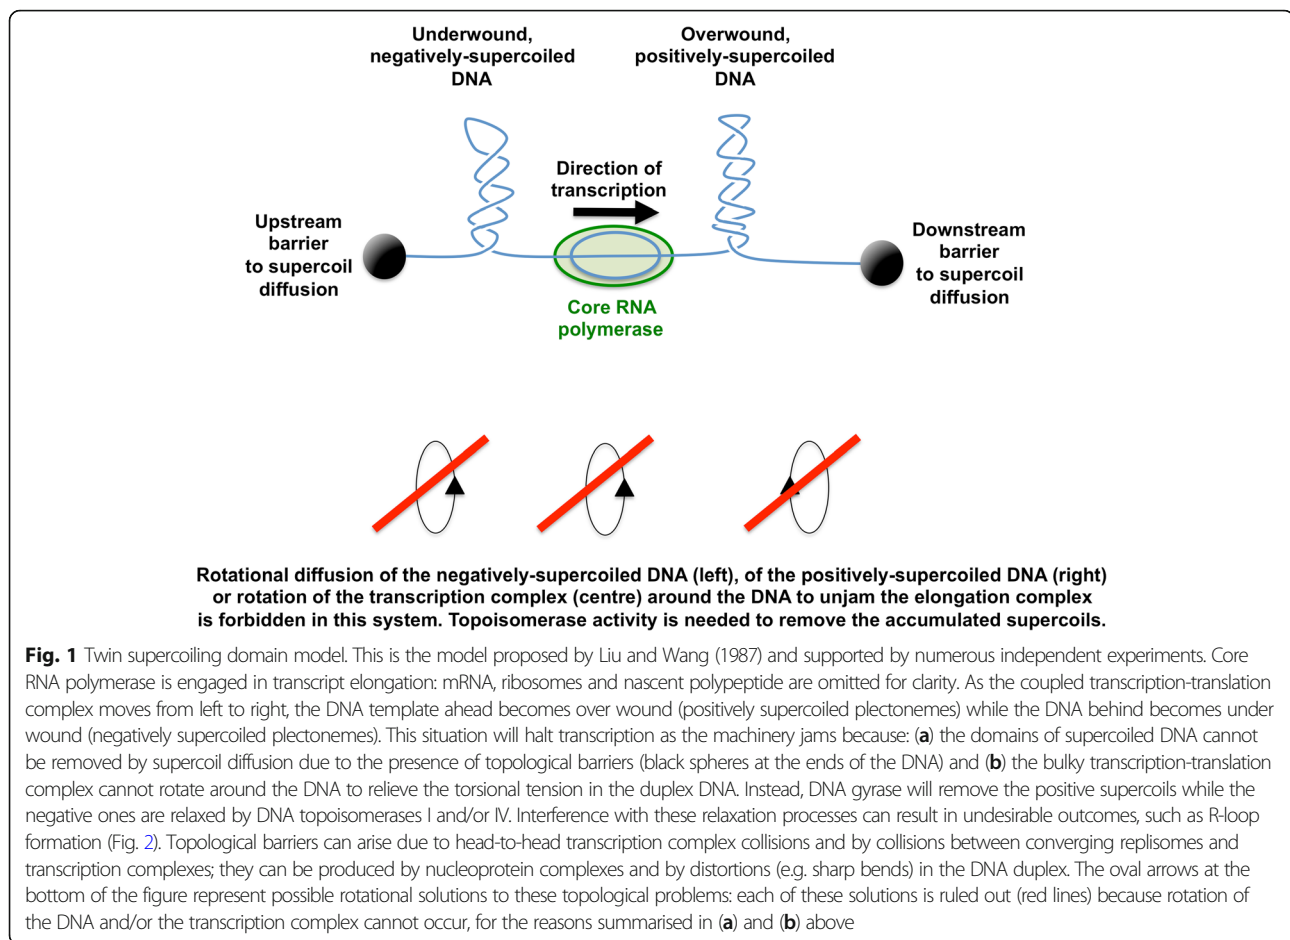 Underwound,
negatively-supercoiled
DNA
Overwound,
positively-supercoiled
DNA
Direction of
transcription
Upstream
barrier
to supercoil
diffusion
Downstream
barrier
to supercoil
diffusion
Core RNA
polymerase
Rotational diffusion of the negatively-supercoiled DNA (left), of the positively-supercoiled DNA (right)
or rotation of the transcription complex (centre) around the DNA to unjam the elongation complex
is forbidden in this system. Topoisomerase activity is needed to remove the accumulated supercoils.
Fig. 1 Twin supercoiling domain model. This is the model proposed by Liu and Wang (1987) and supported by numerous independent experiments. Core
RNA polymerase is engaged in transcript elongation: mRNA, ribosomes and nascent polypeptide are omitted for clarity. As the coupled transcription-translation
complex moves from left to right, the DNA template ahead becomes over wound (positively supercoiled plectonemes) while the DNA behind becomes under
wound (negatively supercoiled plectonemes). This situation will halt transcription as the machinery jams because: (a) the domains of supercoiled DNA cannot
be removed by supercoil diffusion due to the presence of topological barriers (black spheres at the ends of the DNA) and (b) the bulky transcription-translation
complex cannot rotate around the DNA to relieve the torsional tension in the duplex DNA. Instead, DNA gyrase will remove the positive supercoils while the
negative ones are relaxed by DNA topoisomerases I and/or IV. Interference with these relaxation processes can result in undesirable outcomes, such as R-loop
formation (Fig. 2). Topological barriers can arise due to head-to-head transcription complex collisions and by collisions between converging replisomes and
transcription complexes; they can be produced by nucleoprotein complexes and by distortions (e.g. sharp bends) in the DNA duplex. The oval arrows at the
bottom of the figure represent possible rotational solutions to these topological problems: each of these solutions is ruled out (red lines) because rotation of
the DNA and/or the transcription complex cannot occur, for the reasons summarised in (a) and (b) above